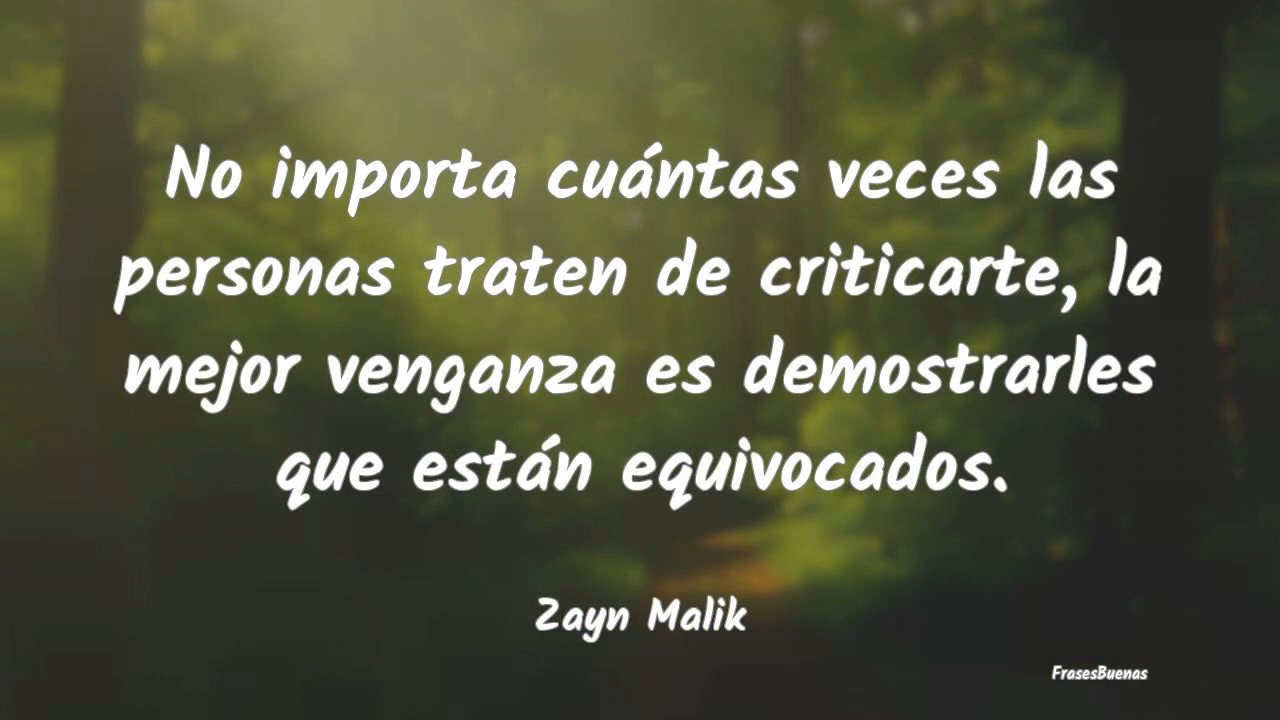 No importa cuántas veces las
personas traten de criticarte, la
mejor venganza es demostrarles
que están equivocados.
Zayn Malik
FrasesBuenas